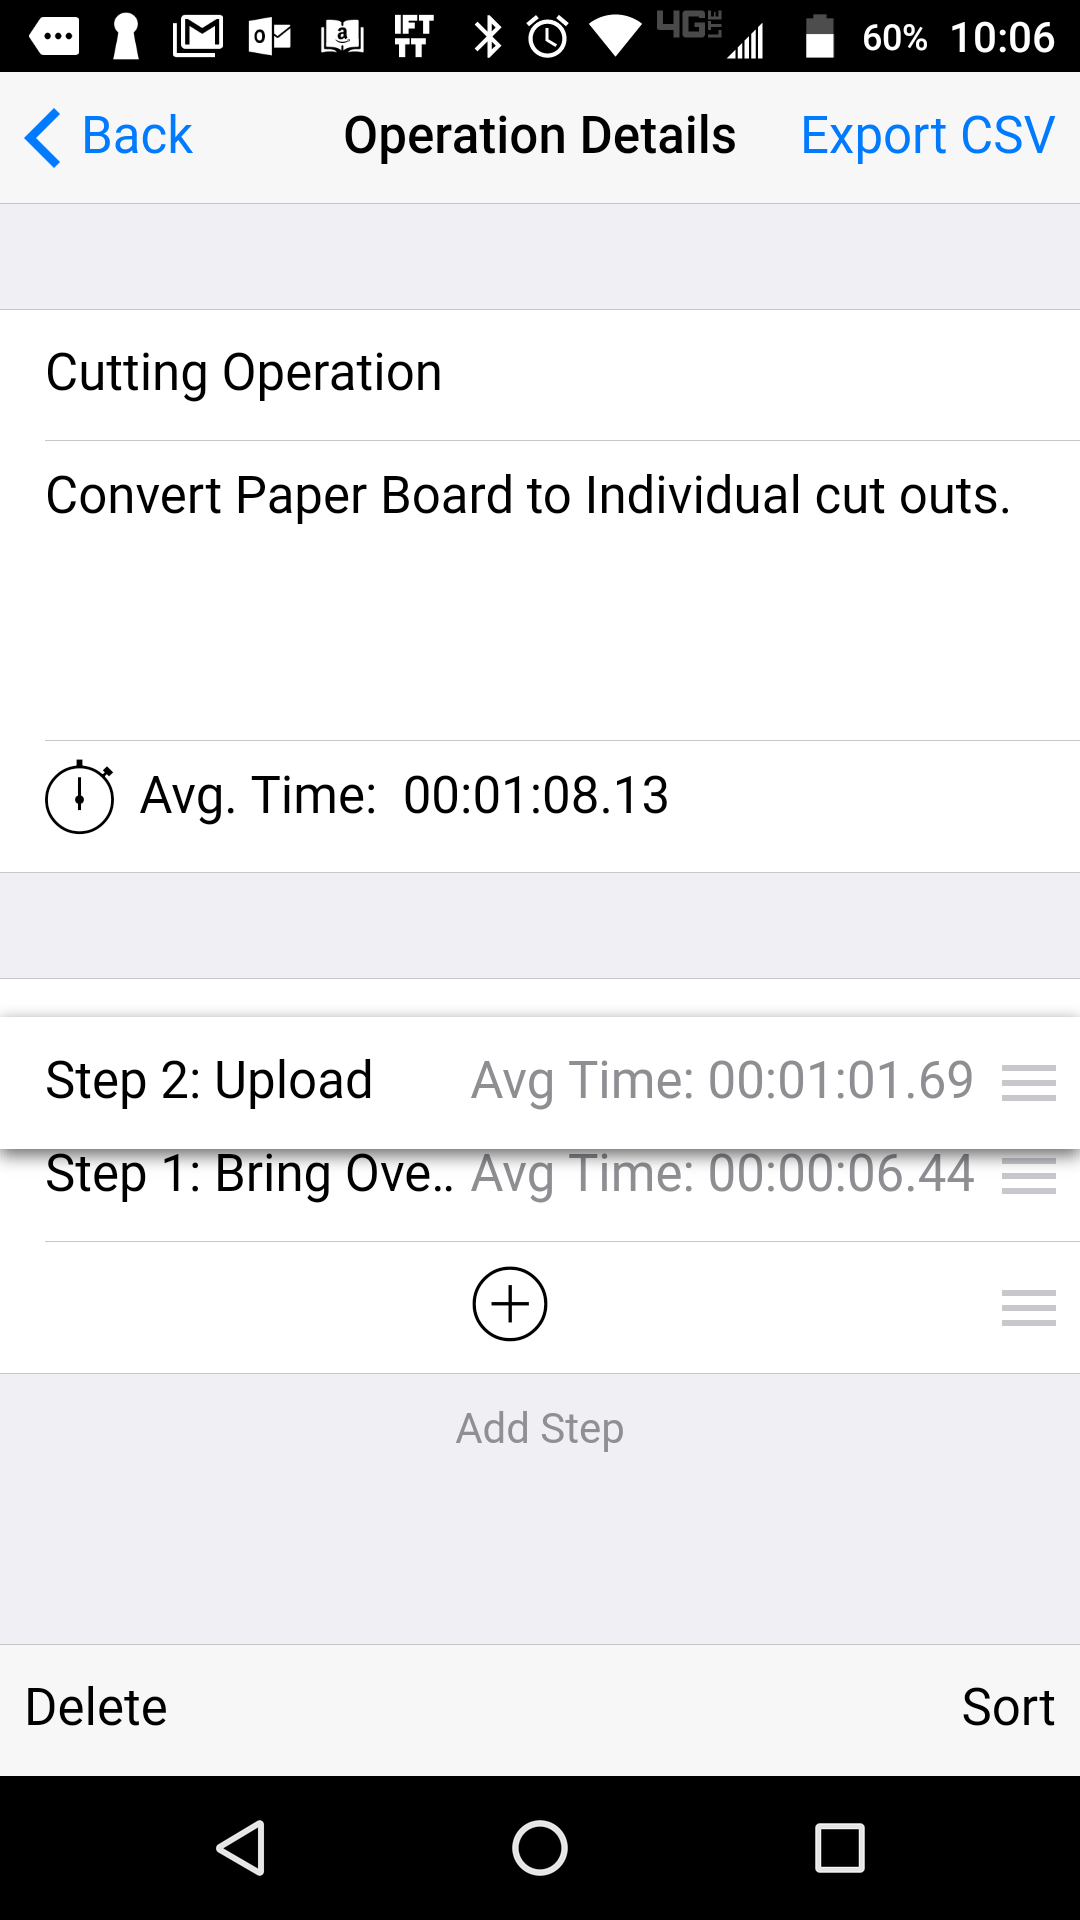 IF
TT
4G LTE
60% 10:06
Back Operation Details Export CSV
Cutting Operation
Convert Paper Board to Individual cut outs.
Avg. Time: 00:01:08.13
Step 2: Upload Avg Time: 00:01:01.69
Step 1: Bring Ove.. Avg Time: 00:00:06.44
Add Step
Delete Sort